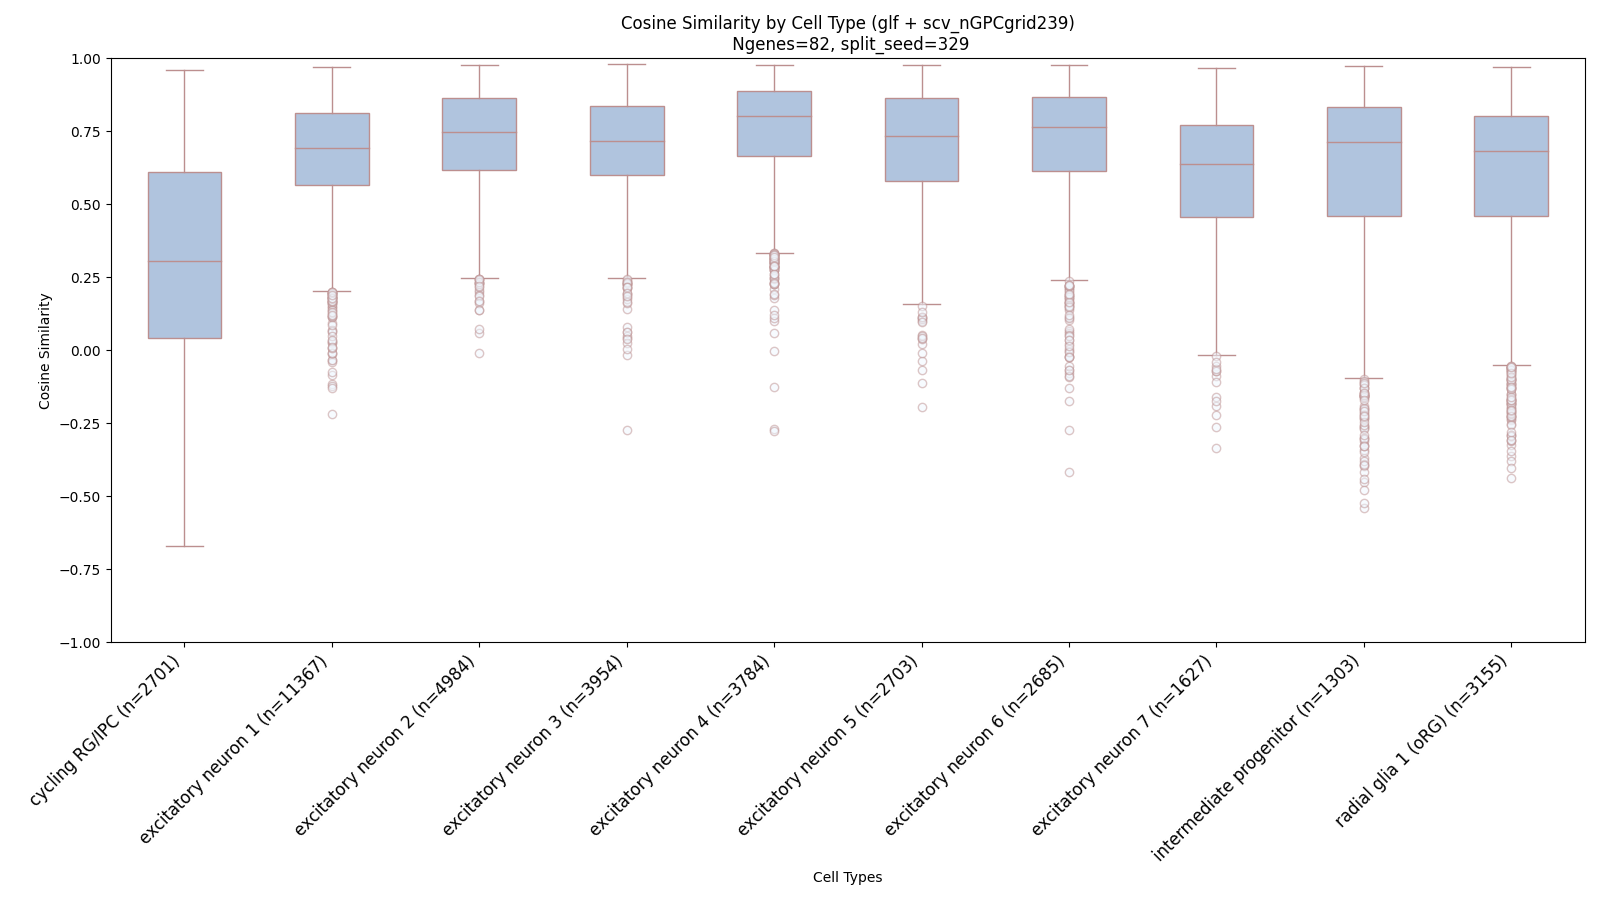 Cosine Similarity by Cell Type (glf + scv_nGPCgrid239)
Ngenes=82, split_seed=329
Cosine Similarity
1.00
0.75
0.50
0.25
0.00
−0.25
−0.50
−0.75
−1.00
cycling RG/IPC (n=2701)
excitatory neuron 1 (n=11367)
excitatory neuron 2 (n=4984)
excitatory neuron 3 (n=3954)
excitatory neuron 4 (n=3784)
excitatory neuron 5 (n=2703)
excitatory neuron 6 (n=2685)
excitatory neuron 7 (n=1627)
intermediate progenitor (n=1303)
radial glia 1 (oRG) (n=3155)
Cell Types